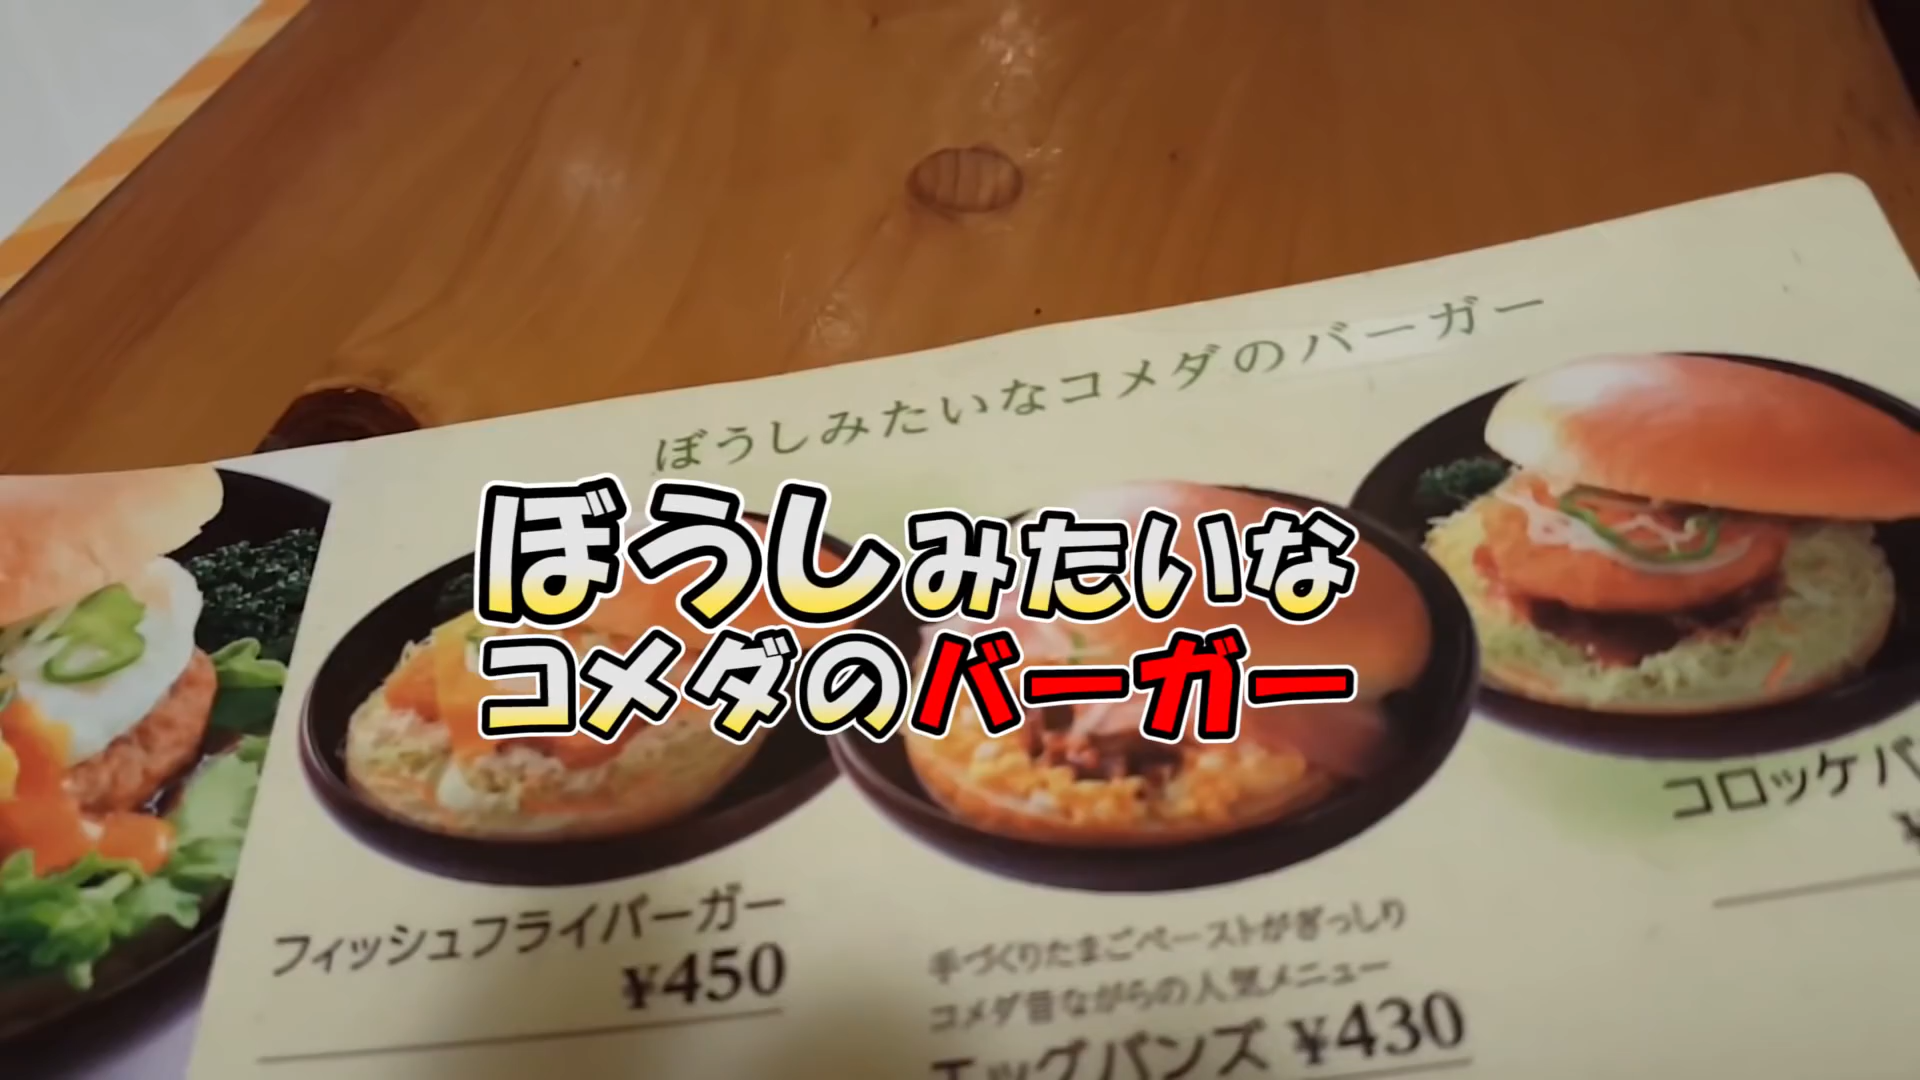 ぼうしみたいなコメダのバーガー
ぼうしみたいな
コメダのバーガー
フィッシュフライバーガー
¥450
手づくりたまごペーストがぎっしり
コメダ昔ながらの人気メニュー
エッグバンズ ¥430
コロッケバ
¥